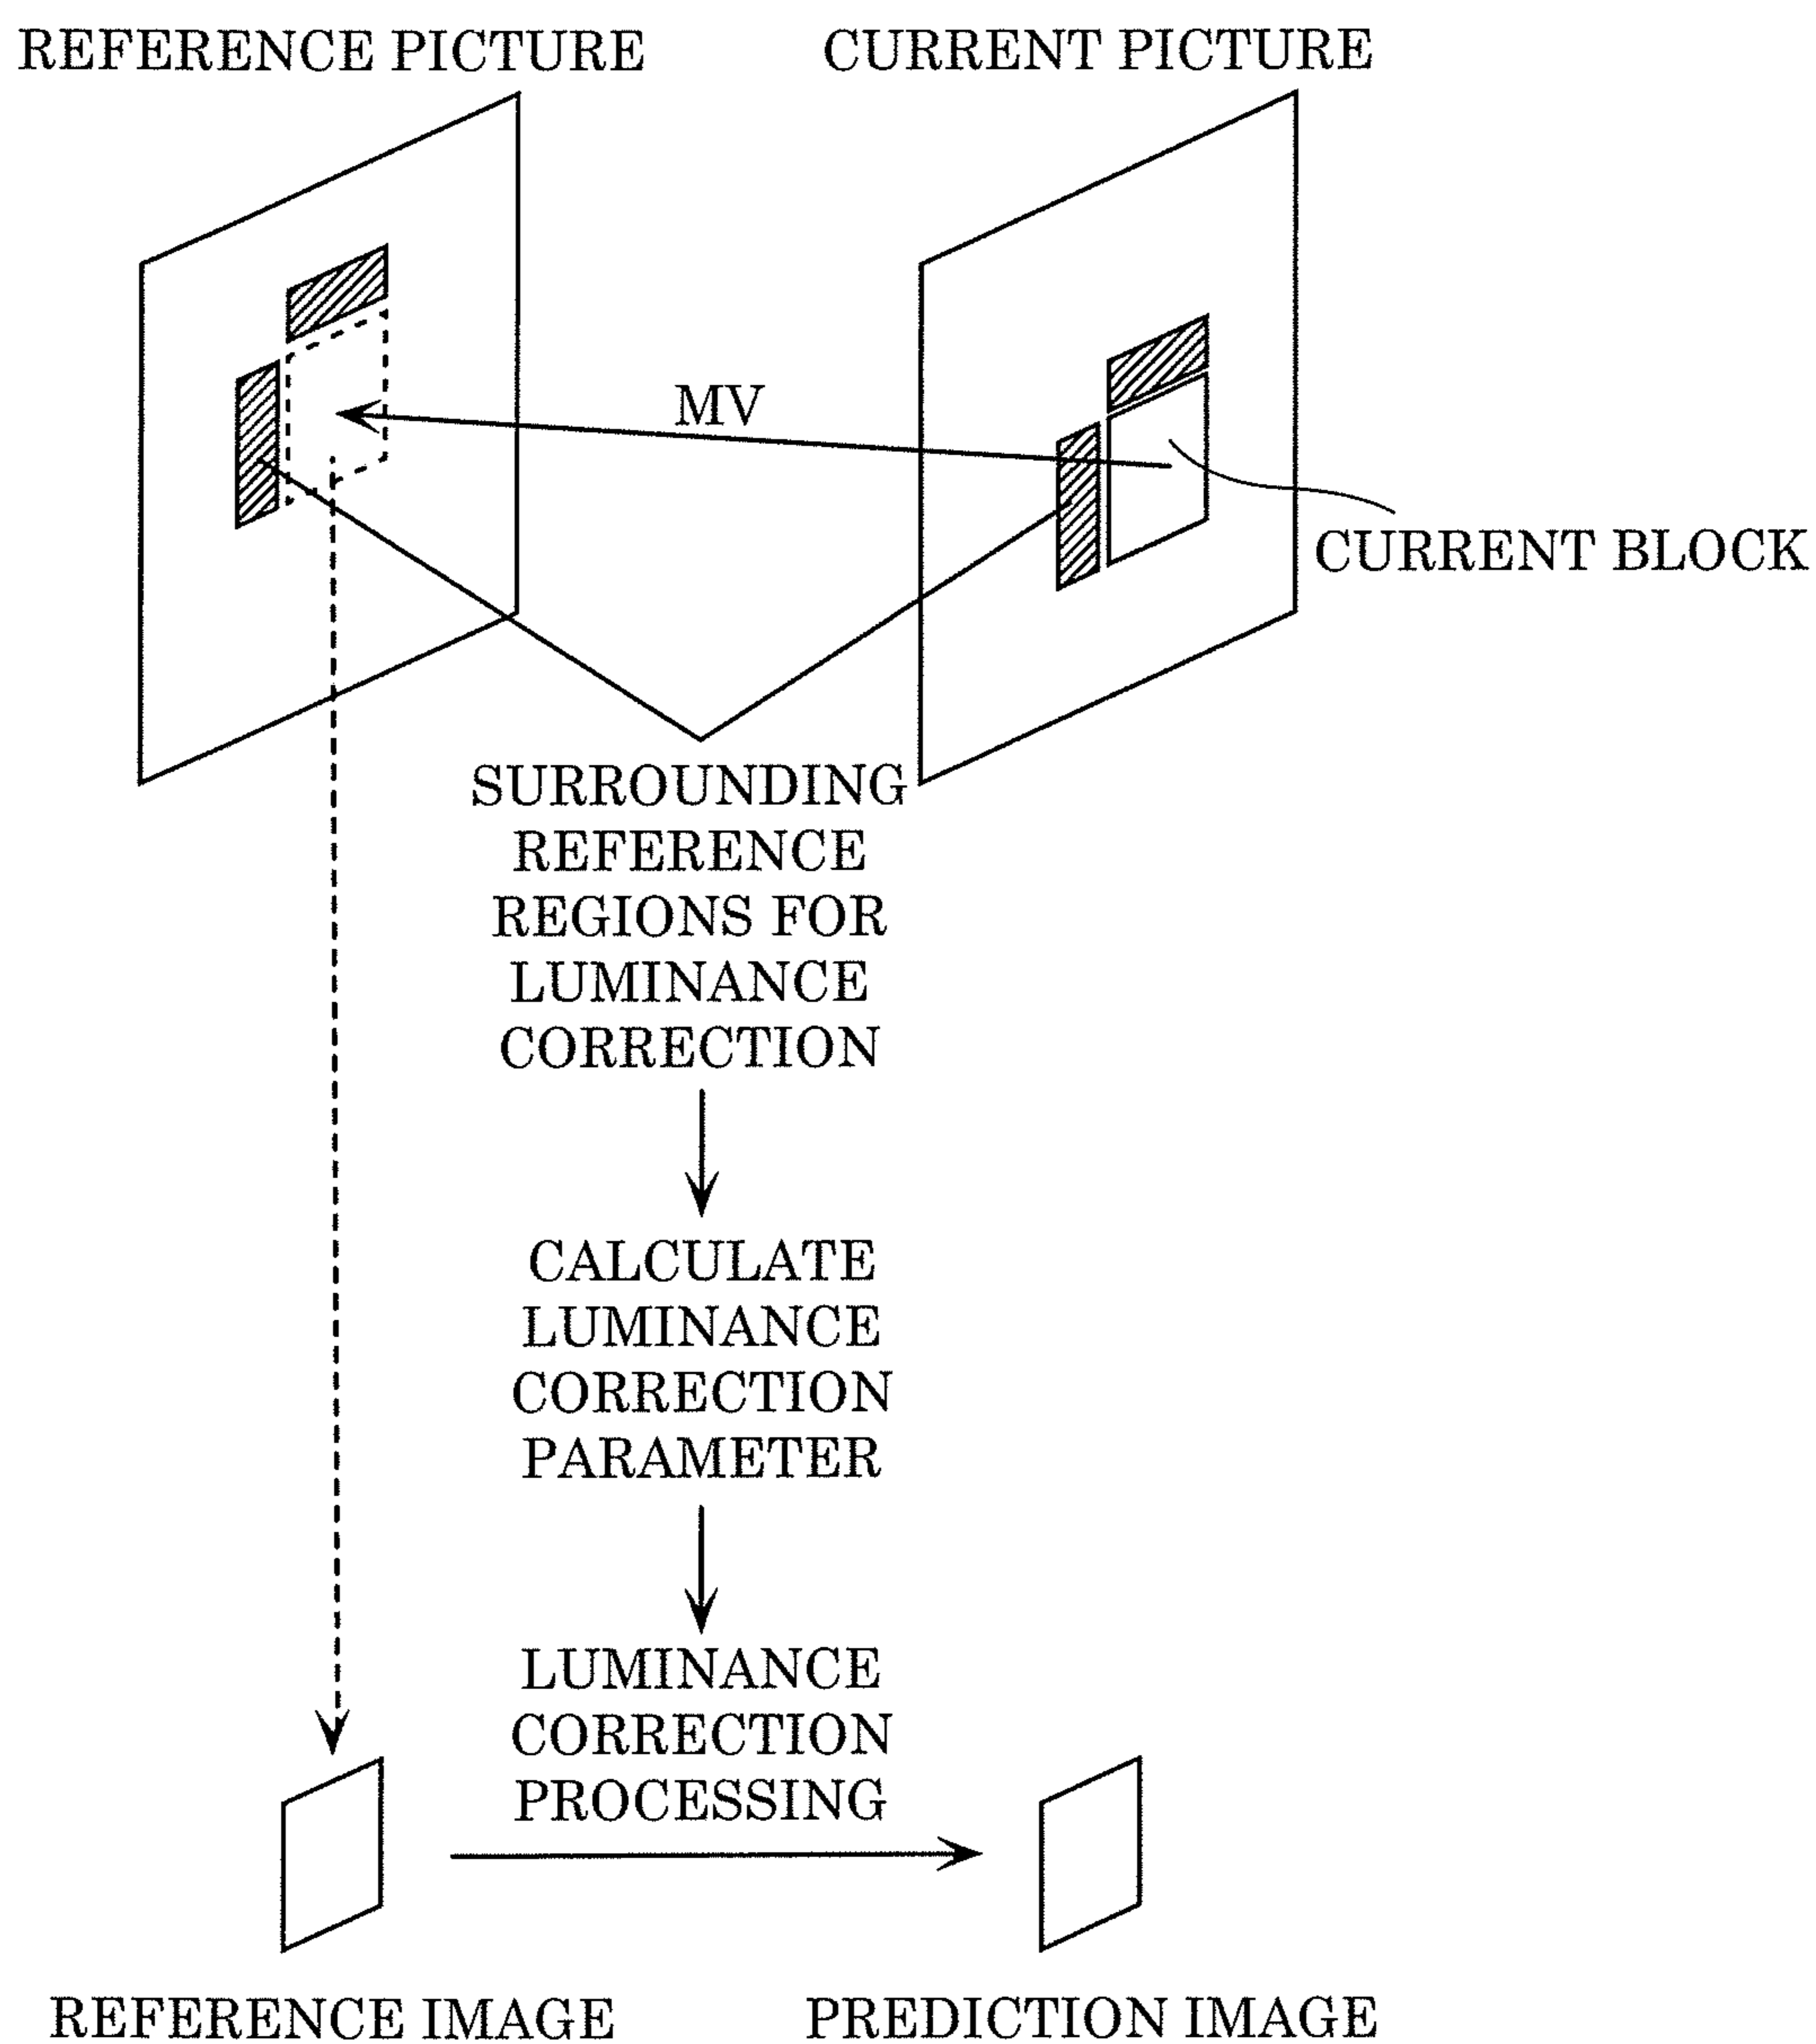 REFERENCE PICTURE
CURRENT PICTURE
MV
CURRENT BLOCK
SURROUNDING
REFERENCE
REGIONS FOR
LUMINANCE
CORRECTION
CALCULATE
LUMINANCE
CORRECTION
PARAMETER
LUMINANCE
CORRECTION
PROCESSING
REFERENCE IMAGE
PREDICTION IMAGE